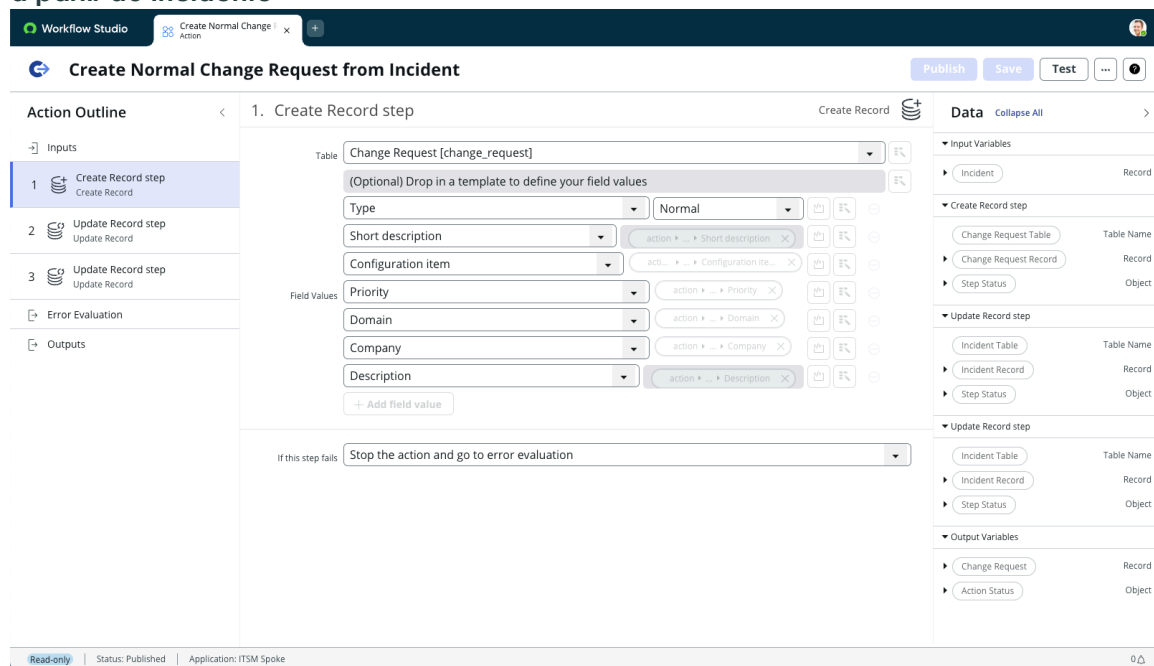 a partir do incidente
Workflow Studio
Create Normal Change
Action
Create Normal Change Request from Incident
Publish
Save
Test
Action Outline
Inputs
1
Create Record step
Create Record
2
Update Record step
Update Record
3
Update Record step
Update Record
Error Evaluation
Outputs
1. Create Record step
Create Record
Table
Change Request [change_request]
(Optional) Drop in a template to define your field values
Field Values
Type
Normal
Short description
action ▸ ... ▸ Short description
Configuration item
acti... ▸ ... ▸ Configuration ite...
Priority
action ▸ ... ▸ Priority
Domain
action ▸ ... ▸ Domain
Company
action ▸ ... ▸ Company
Description
action ▸ ... ▸ Description
+ Add field value
If this step fails
Stop the action and go to error evaluation
Data
Collapse All
Input Variables
Incident
Record
Create Record step
Change Request Table
Table Name
Change Request Record
Record
Step Status
Object
Update Record step
Incident Table
Table Name
Incident Record
Record
Step Status
Object
Update Record step
Incident Table
Table Name
Incident Record
Record
Step Status
Object
Output Variables
Change Request
Record
Action Status
Object
Read-only
Status: Published
Application: ITSM Spoke
0